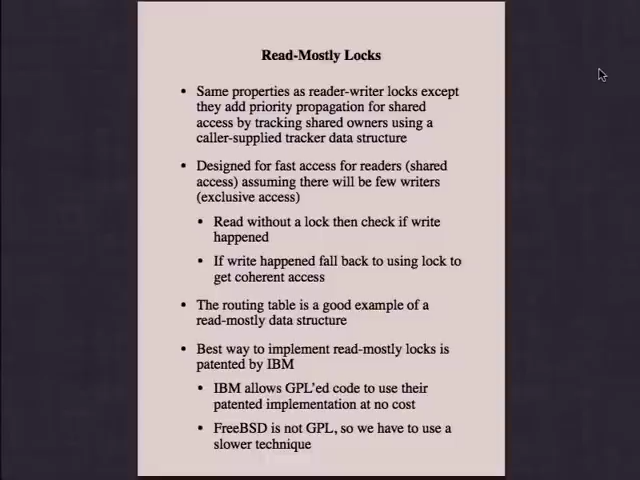 Read-Mostly Locks
• Same properties as reader-writer locks except
they add priority propagation for shared
access by tracking shared owners using a
caller-supplied tracker data structure
• Designed for fast access for readers (shared
access) assuming there will be few writers
(exclusive access)
• Read without a lock then check if write
happened
• If write happened fall back to using lock to
get coherent access
• The routing table is a good example of a
read-mostly data structure
• Best way to implement read-mostly locks is
patented by IBM
• IBM allows GPL'ed code to use their
patented implementation at no cost
• FreeBSD is not GPL, so we have to use a
slower technique